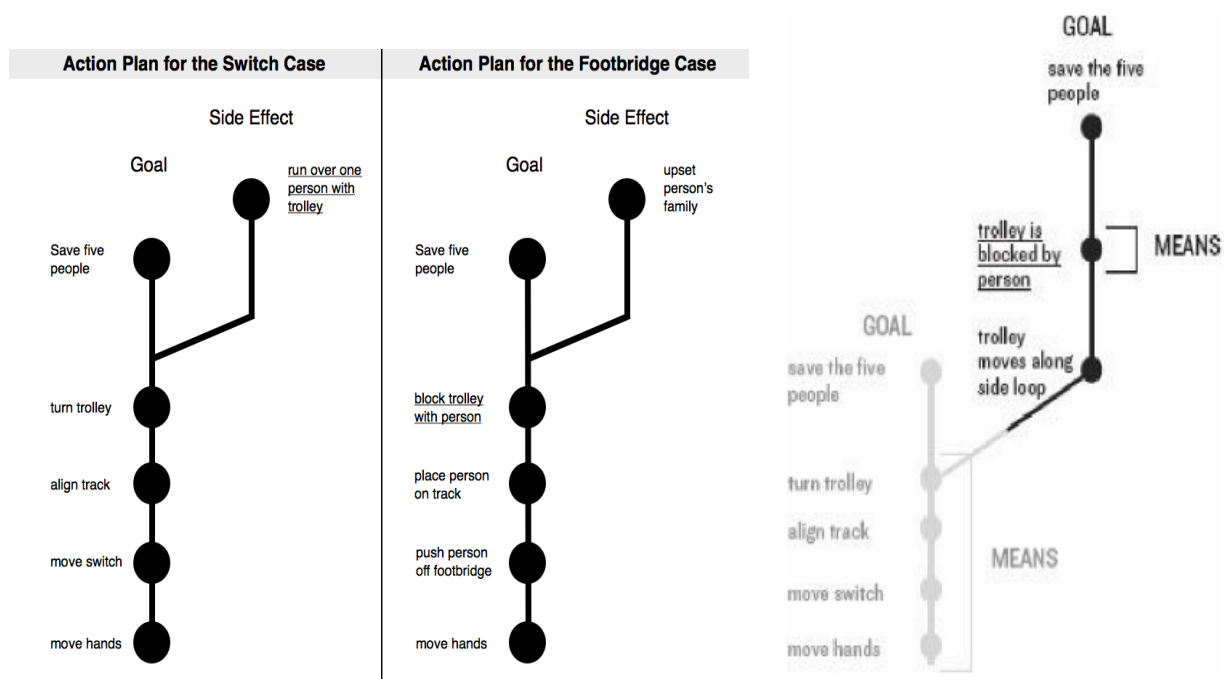 Action Plan for the Switch Case
Side Effect
Goal
run over one
person with
trolley
Save five
people
turn trolley
align track
move switch
move hands
Action Plan for the Footbridge Case
Side Effect
Goal
upset
person's
family
Save five
people
block trolley
with person
place person
on track
push person
off footbridge
move hands
GOAL
save the five
people
trolley is
blocked by
person
MEANS
trolley
moves along
side loop
GOAL
save the five
people
turn trolley
align track
MEANS
move switch
move hands